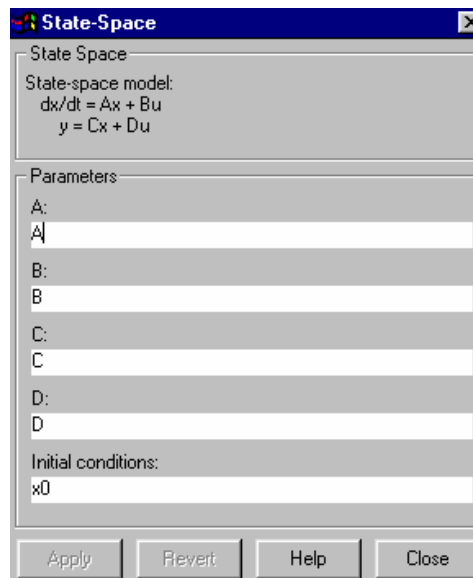 State-Space
State Space
State-space model:
dx/dt = Ax + Bu
y = Cx + Du
Parameters
A:
A
B:
B
C:
C
D:
D
Initial conditions:
x0
Apply Revert Help Close